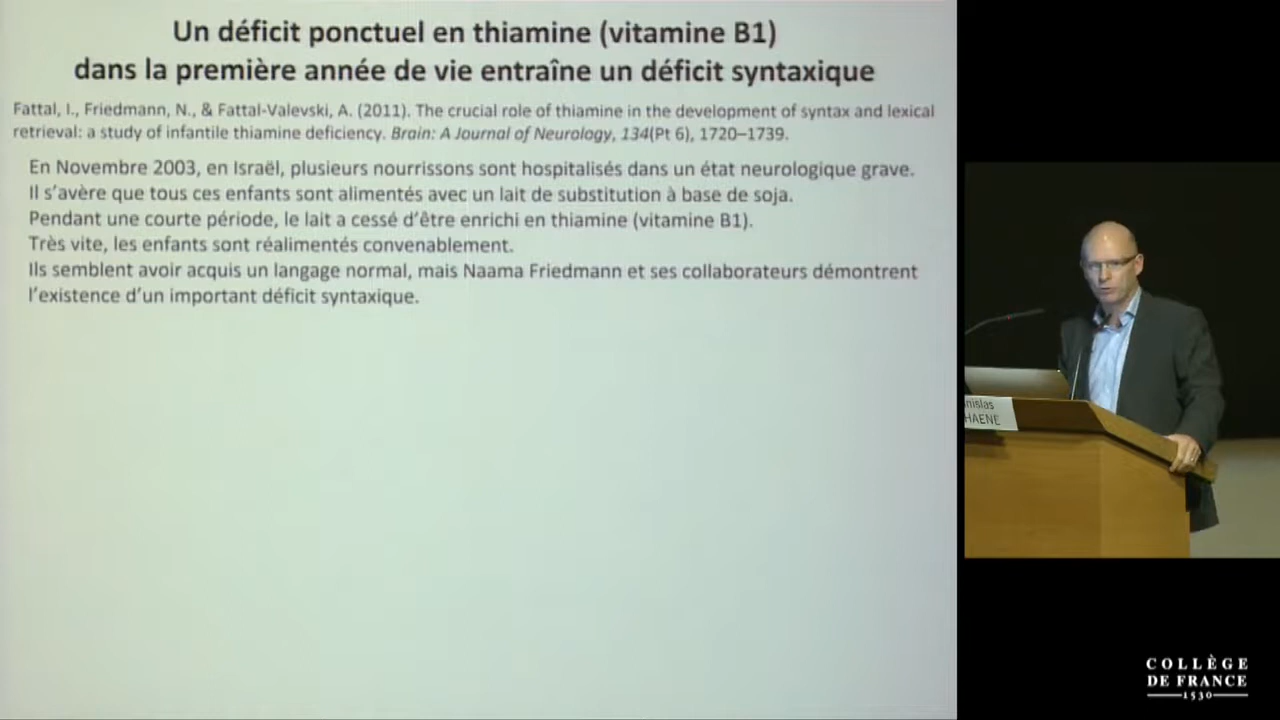 Un déficit ponctuel en thiamine (vitamine B1)
dans la première année de vie entraîne un déficit syntaxique
Fattal, I., Friedmann, N., & Fattal-Valevski, A. (2011). The crucial role of thiamine in the development of syntax and lexical
retrieval: a study of infantile thiamine deficiency. Brain: A Journal of Neurology, 134(Pt 6), 1720–1739.
En Novembre 2003, en Israël, plusieurs nourrissons sont hospitalisés dans un état neurologique grave.
Il s'avère que tous ces enfants sont alimentés avec un lait de substitution à base de soja.
Pendant une courte période, le lait a cessé d'être enrichi en thiamine (vitamine B1).
Très vite, les enfants sont réalimentés convenablement.
Ils semblent avoir acquis un langage normal, mais Naama Friedmann et ses collaborateurs démontrent
l'existence d'un important déficit syntaxique.
nislas
HAENE
COLLÈGE
DE FRANCE
1530